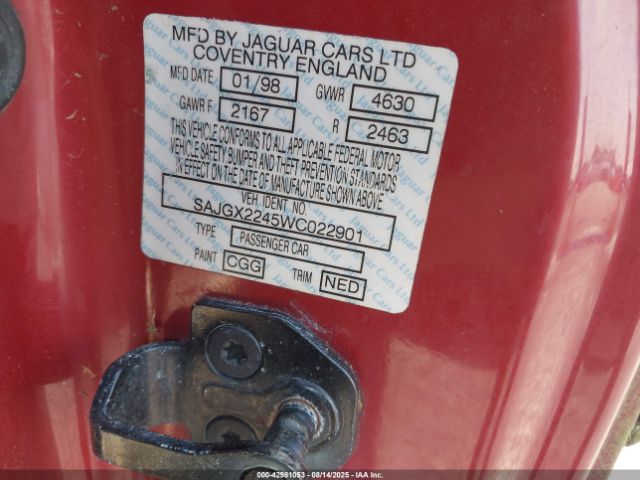 MFD BY JAGUAR CARS LTD
COVENTRY ENGLAND
MFD DATE 01/98 GVWR 4630
GAWR F 2167 R 2463
THIS VEHICLE CONFORMS TO ALL APPLICABLE FEDERAL MOTOR
VEHICLE SAFETY BUMPER AND THEFT PREVENTION STANDARDS
IN EFFECT ON THE DATE OF MANUFACTURE SHOWN ABOVE
VEH. IDENT. NO.
SAJGX2245WC022901
TYPE PASSENGER CAR
PAINT CGG TRIM NED
000-42981053 - 08/14/2025 - IAAI.com